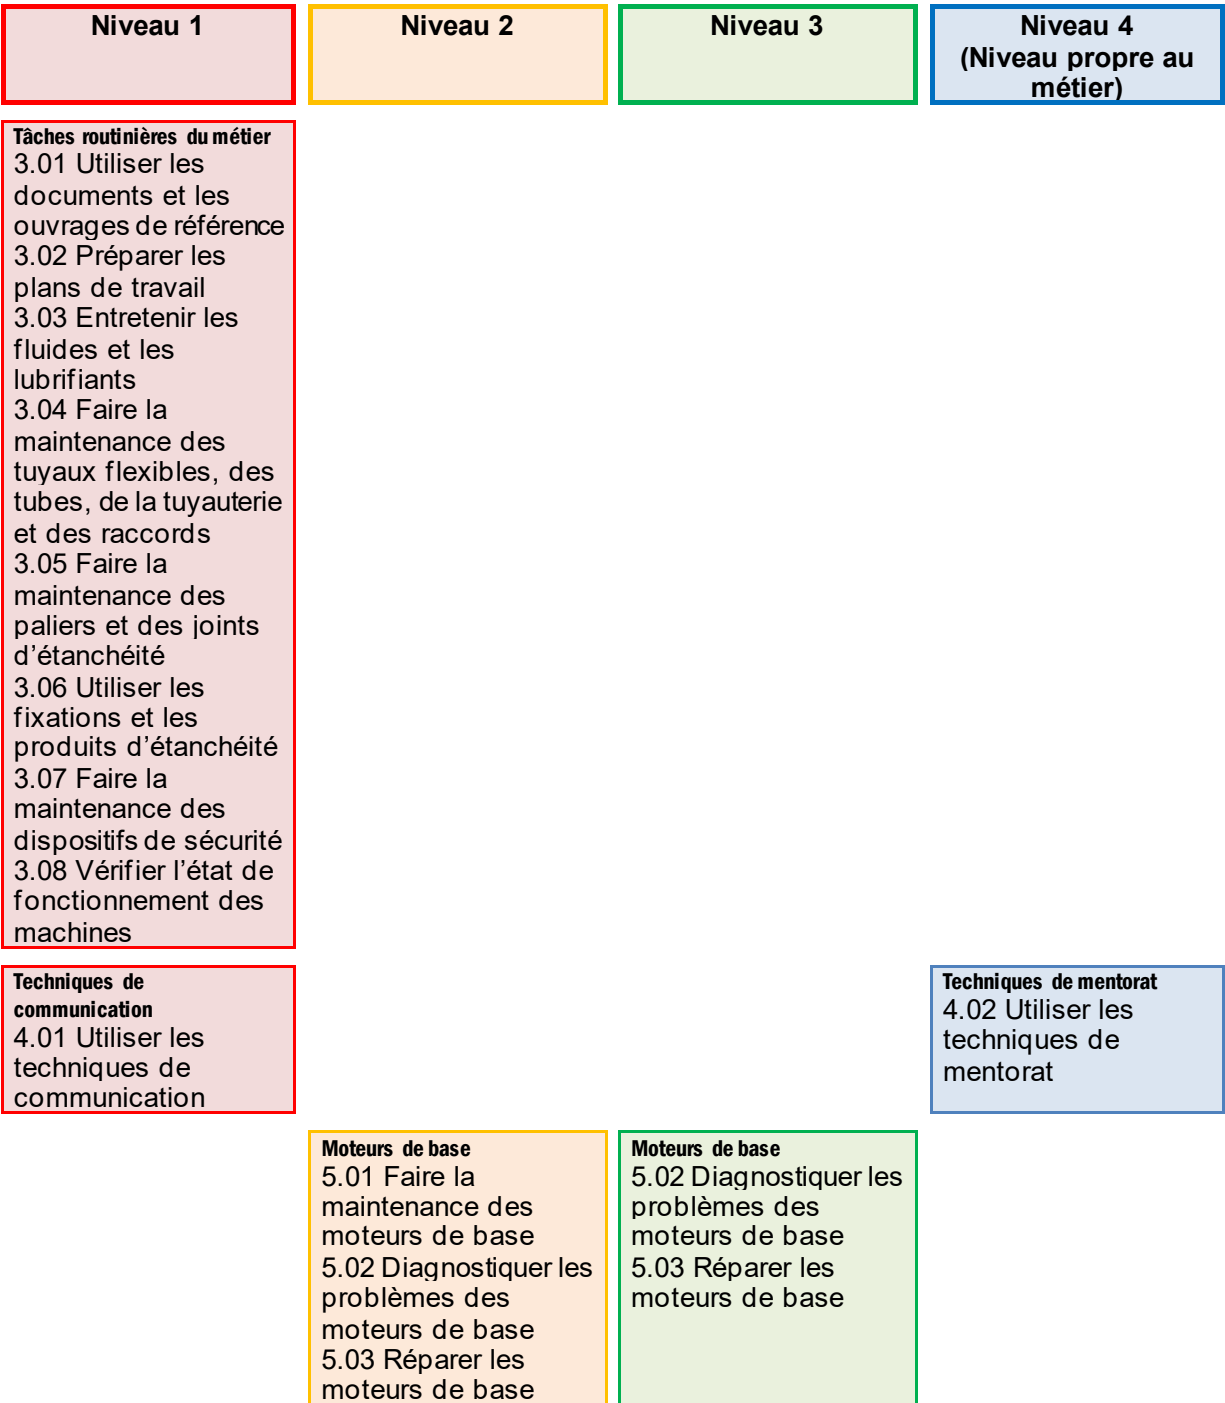 Niveau 1
Niveau 2
Niveau 3
Niveau 4
(Niveau propre au
métier)
Tâches routinières du métier
3.01 Utiliser les
documents et les
ouvrages de référence
3.02 Préparer les
plans de travail
3.03 Entretenir les
fluides et les
lubrifiants
3.04 Faire la
maintenance des
tuyaux flexibles, des
tubes, de la tuyauterie
et des raccords
3.05 Faire la
maintenance des
paliers et des joints
d’étanchéité
3.06 Utiliser les
fixations et les
produits d’étanchéité
3.07 Faire la
maintenance des
dispositifs de sécurité
3.08 Vérifier l’état de
fonctionnement des
machines
Techniques de
communication
4.01 Utiliser les
techniques de
communication
Techniques de mentorat
4.02 Utiliser les
techniques de
mentorat
Moteurs de base
5.01 Faire la
maintenance des
moteurs de base
5.02 Diagnostiquer les
problèmes des
moteurs de base
5.03 Réparer les
moteurs de base
Moteurs de base
5.02 Diagnostiquer les
problèmes des
moteurs de base
5.03 Réparer les
moteurs de base